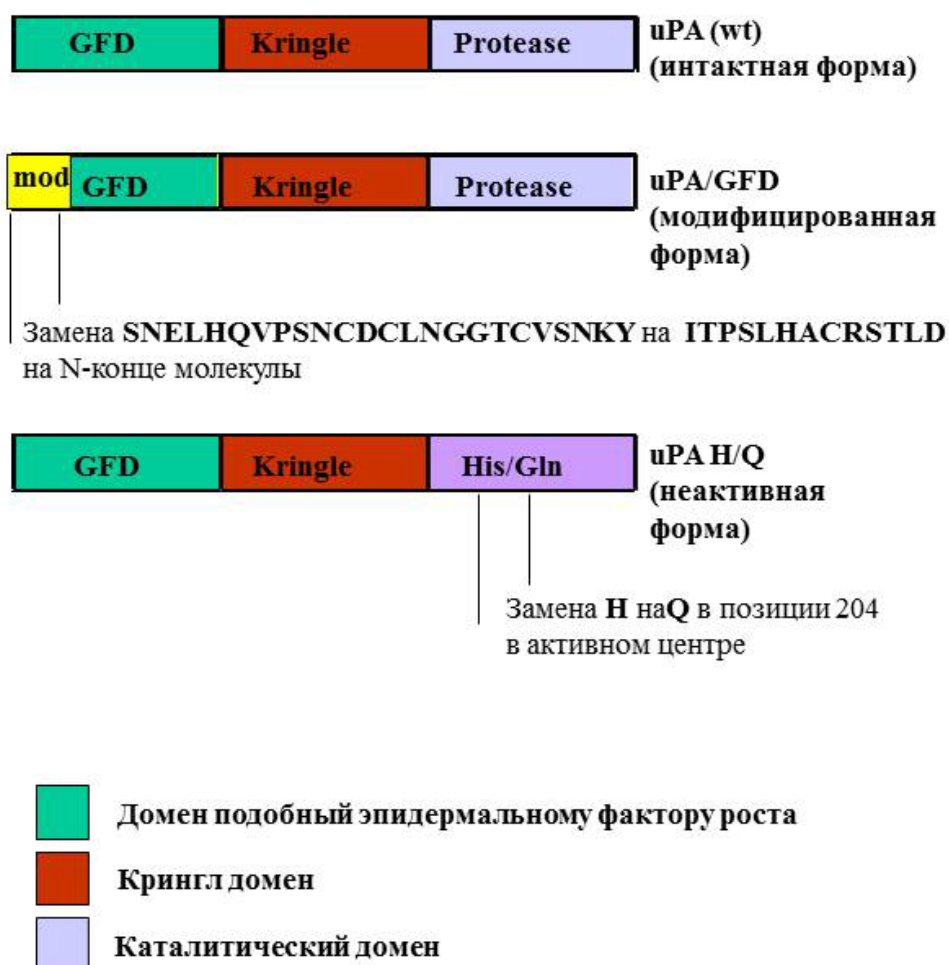 GFD Kringle Protease uPA (wt)
(интактная форма)
mod GFD Kringle Protease uPA/GFD
(модифицированная
форма)
Замена SNELHQVPSNCDCLNGGTCVSNKY на ITPSLHACRSTLD
на N-конце молекулы
GFD Kringle His/Gln uPA H/Q
(неактивная
форма)
Замена H наQ в позиции 204
в активном центре
Домен подобный эпидермальному фактору роста
Крингл домен
Каталитический домен